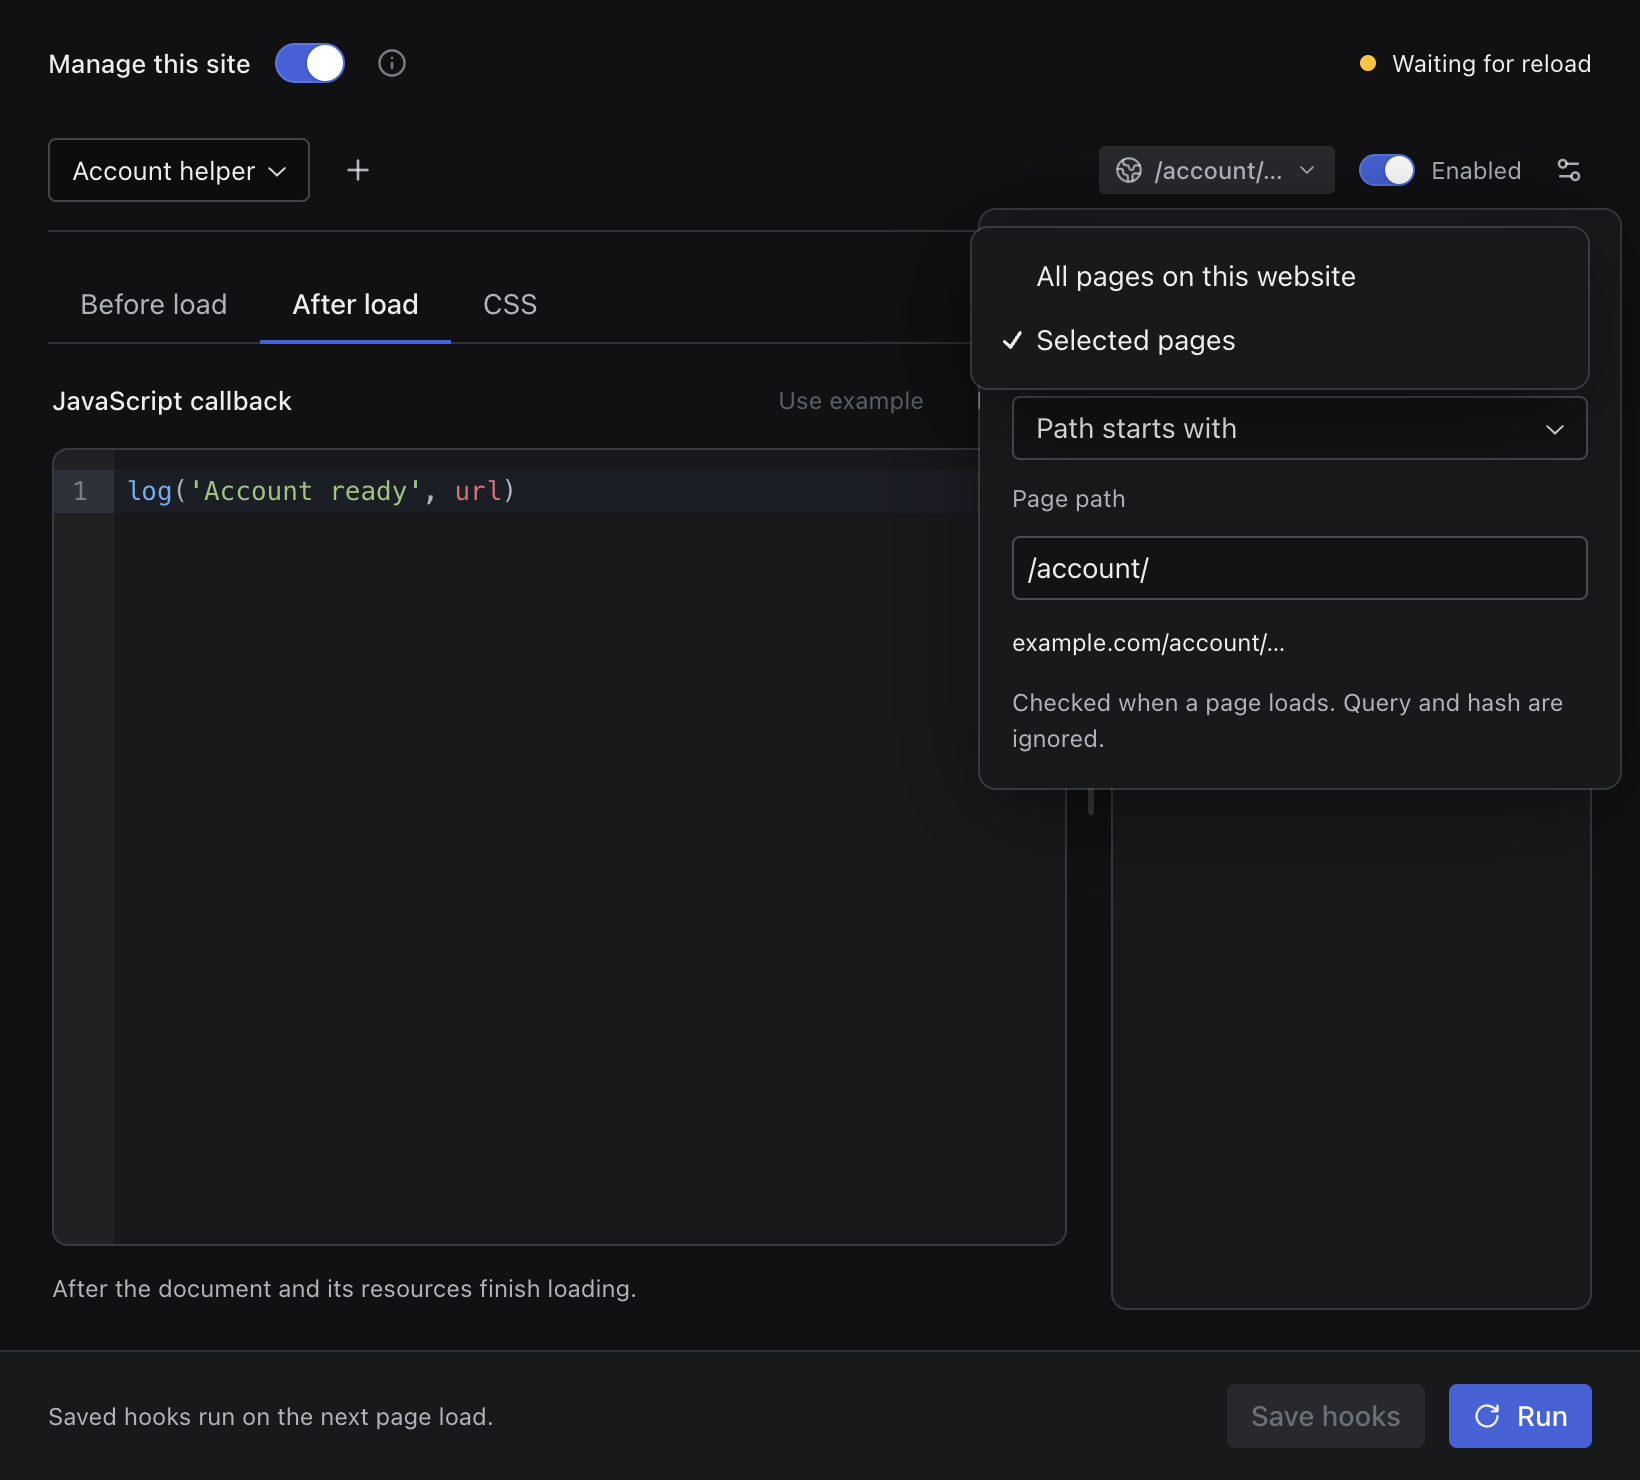 Manage this site
Waiting for reload
Account helper
/account/...
Enabled
All pages on this website
Selected pages
Before load
After load
CSS
JavaScript callback
Use example
Path starts with
1
log('Account ready', url)
Page path
/account/
example.com/account/...
Checked when a page loads. Query and hash are
ignored.
After the document and its resources finish loading.
Saved hooks run on the next page load.
Save hooks
Run